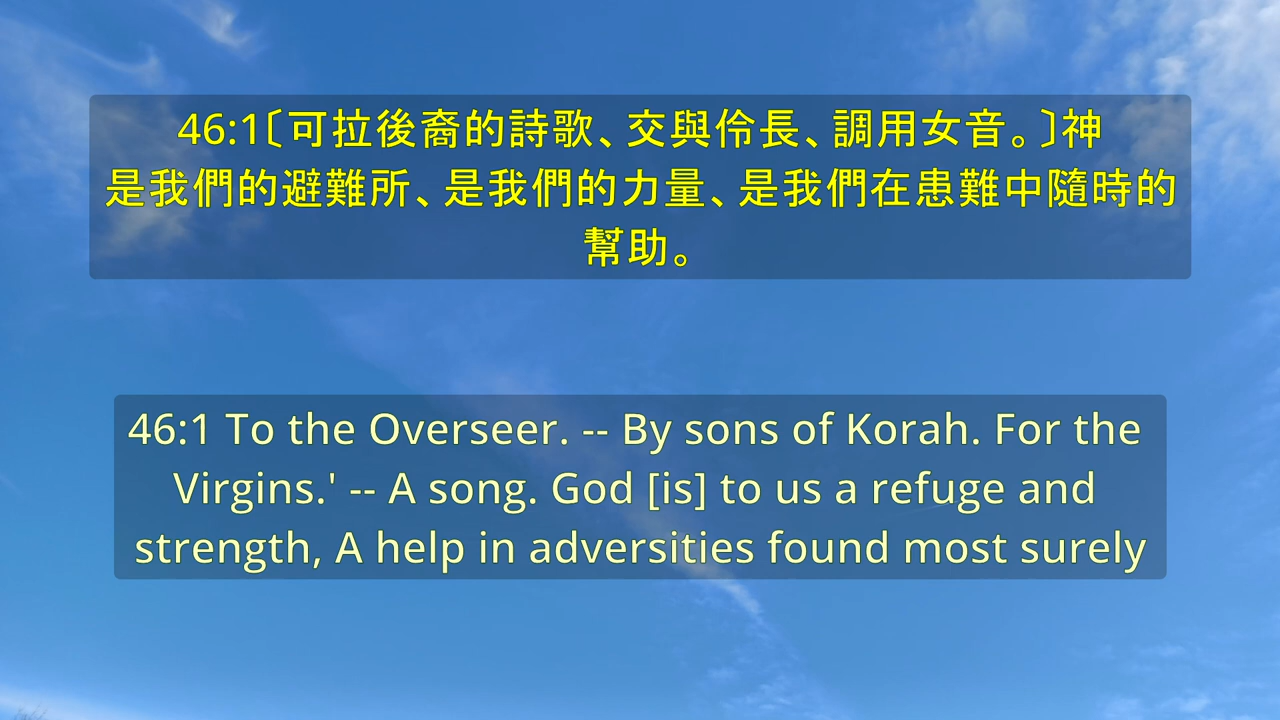 46:1〔可拉後裔的詩歌、交與伶長、調用女音。〕神
是我們的避難所、是我們的力量、是我們在患難中隨時的
幫助。
46:1 To the Overseer. -- By sons of Korah. For the
Virgins.' -- A song. God [is] to us a refuge and
strength, A help in adversities found most surely